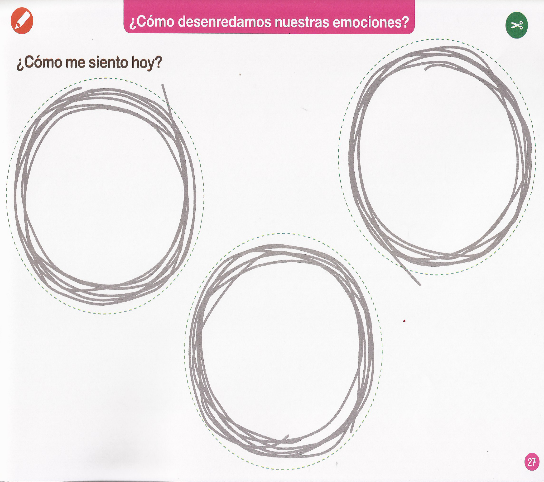 ¿Cómo desenredamos nuestras emociones?
¿Cómo me siento hoy?
27